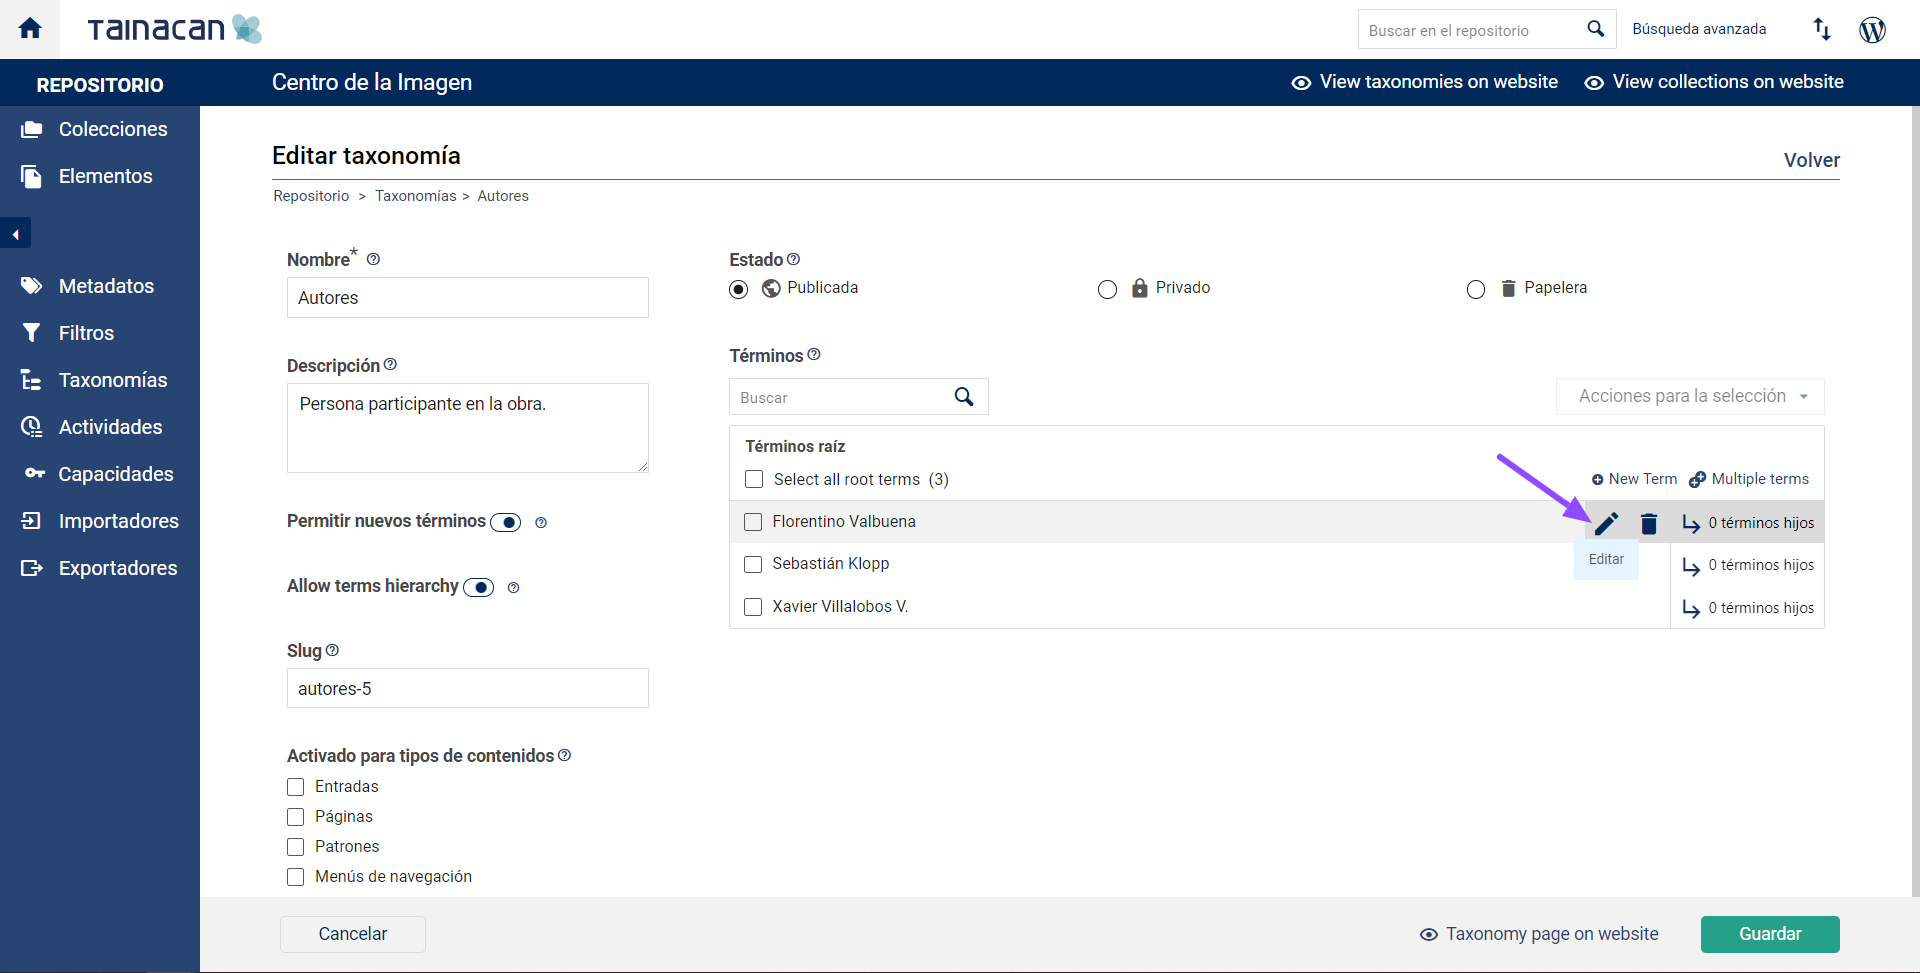 TAINACAN
Buscar en el repositorio
Búsqueda avanzada
REPOSITORIO
Centro de la Imagen
View taxonomies on website
View collections on website
Colecciones
Elementos
Metadatos
Filtros
Taxonomías
Actividades
Capacidades
Importadores
Exportadores
Editar taxonomía
Volver
Repositorio > Taxonomías > Autores
Nombre*
Autores
Descripción
Persona participante en la obra.
Permitir nuevos términos
Allow terms hierarchy
Slug
autores-5
Activado para tipos de contenidos
Entradas
Páginas
Patrones
Menús de navegación
Estado
Publicada
Privado
Papelera
Términos
Buscar
Acciones para la selección
Términos raíz
Select all root terms (3)
New Term
Multiple terms
Florentino Valbuena
0 términos hijos
Editar
Sebastián Klopp
0 términos hijos
Xavier Villalobos V.
0 términos hijos
Cancelar
Taxonomy page on website
Guardar